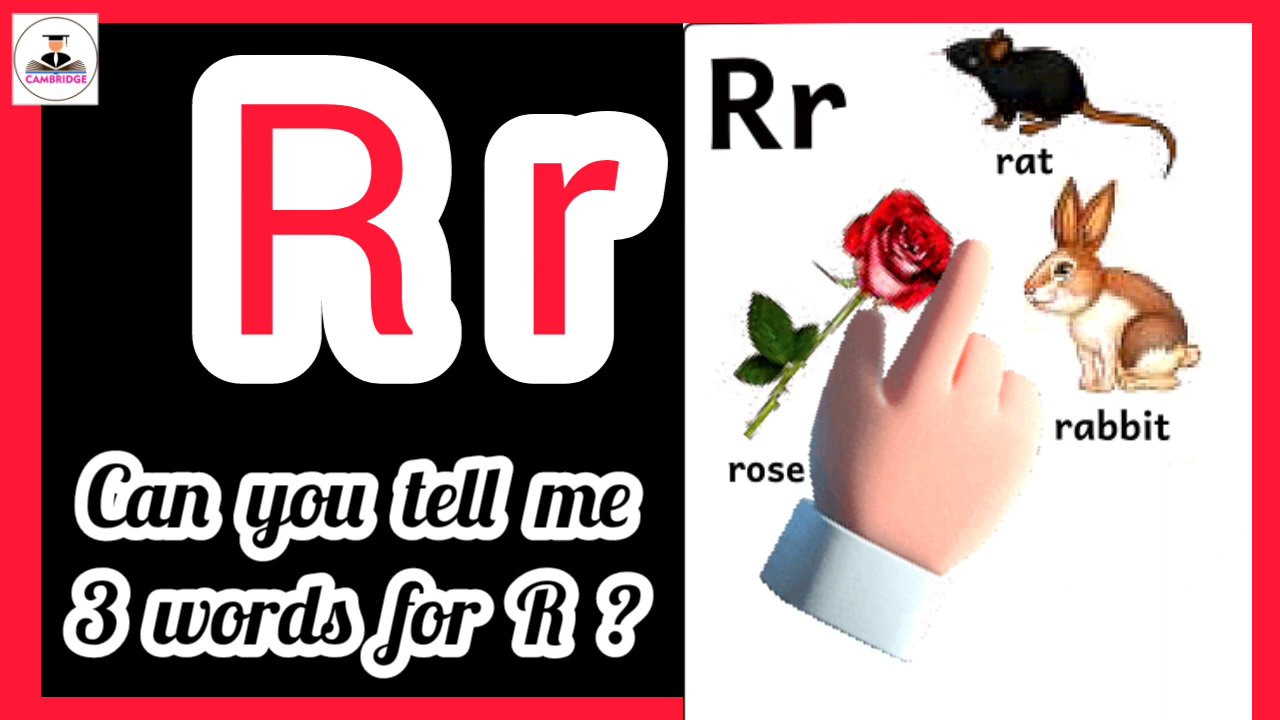 CAMBRIDGE
Rr
Can you tell me
3 words for R ?
Rr
rat
rabbit
rose